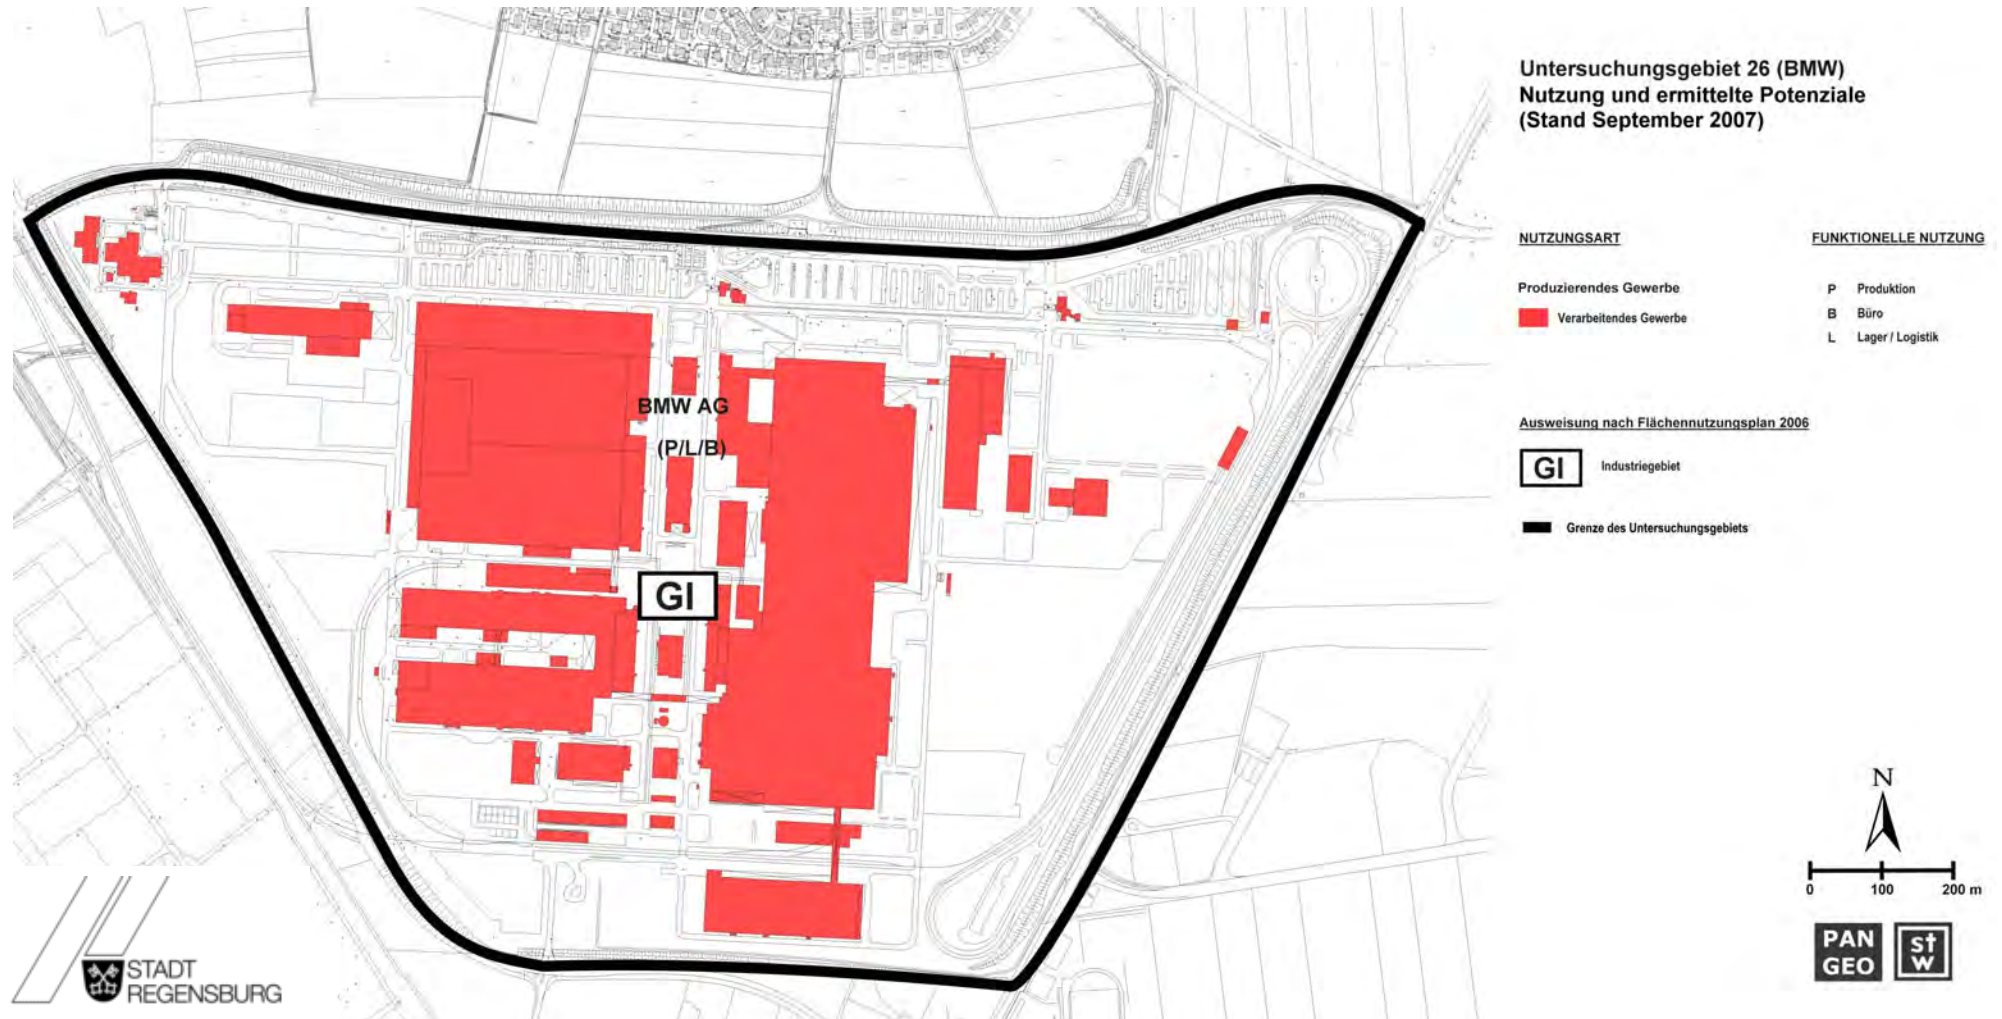 Untersuchungsgebiet 26 (BMW)
Nutzung und ermittelte Potenziale
(Stand September 2007)
NUTZUNGSART
FUNKTIONELLE NUTZUNG
Produzierendes Gewerbe
Verarbeitendes Gewerbe
P Produktion
B Büro
L Lager / Logistik
Ausweisung nach Flächennutzungsplan 2006
GI Industriegebiet
Grenze des Untersuchungsgebiets
BMW AG
(P/L/B)
GI
N
0 100 200 m
PAN
GEO
st
w
STADT
REGENSBURG